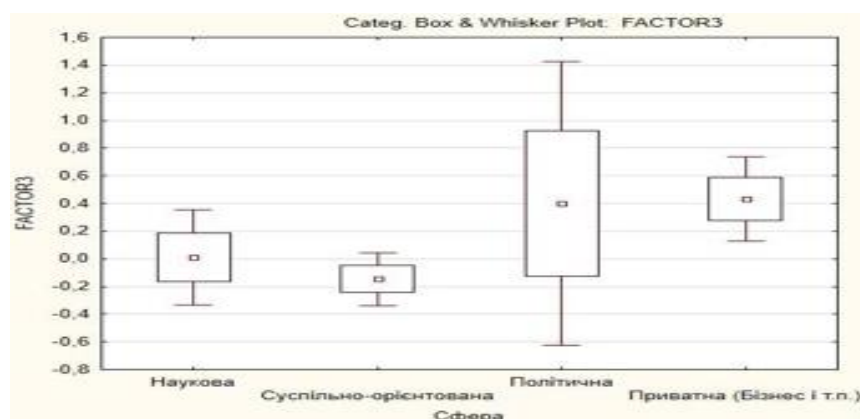 Categ. Box & Whisker Plot: FACTOR3
1,6
1,4
1,2
1,0
0,8
0,6
0,4
0,2
0,0
-0,2
-0,4
-0,6
-0,8
FACTOR3
Наукова
Суспільно-орієнтована
Політична
Приватна (Бізнес і т.п.)
Сфера